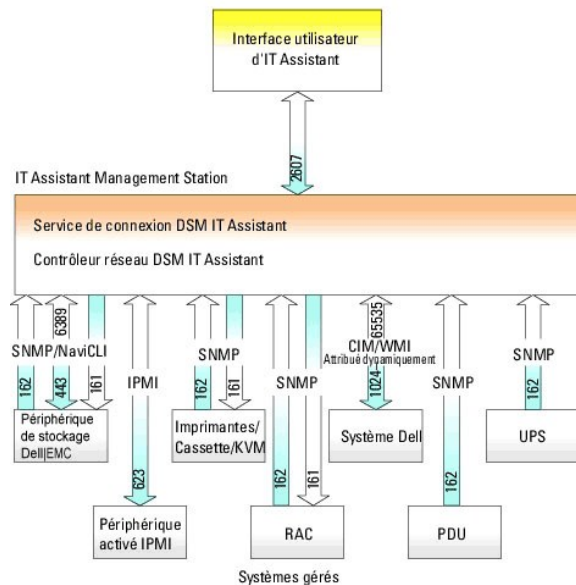 Interface utilisateur
d'IT Assistant
2607
IT Assistant Management Station
Service de connexion DSM IT Assistant
Contrôleur réseau DSM IT Assistant
6389
65535
SNMP/NaviCLI
IPMI
SNMP
SNMP
CIM/WMI
Attribué dynamiquement
SNMP
SNMP
162
443
161
162
161
1024
162
Périphérique
de stockage
Dell|EMC
Imprimantes/
Cassette/KVM
Système Dell
UPS
623
162
161
162
Périphérique
activé IPMI
RAC
PDU
Systèmes gérés